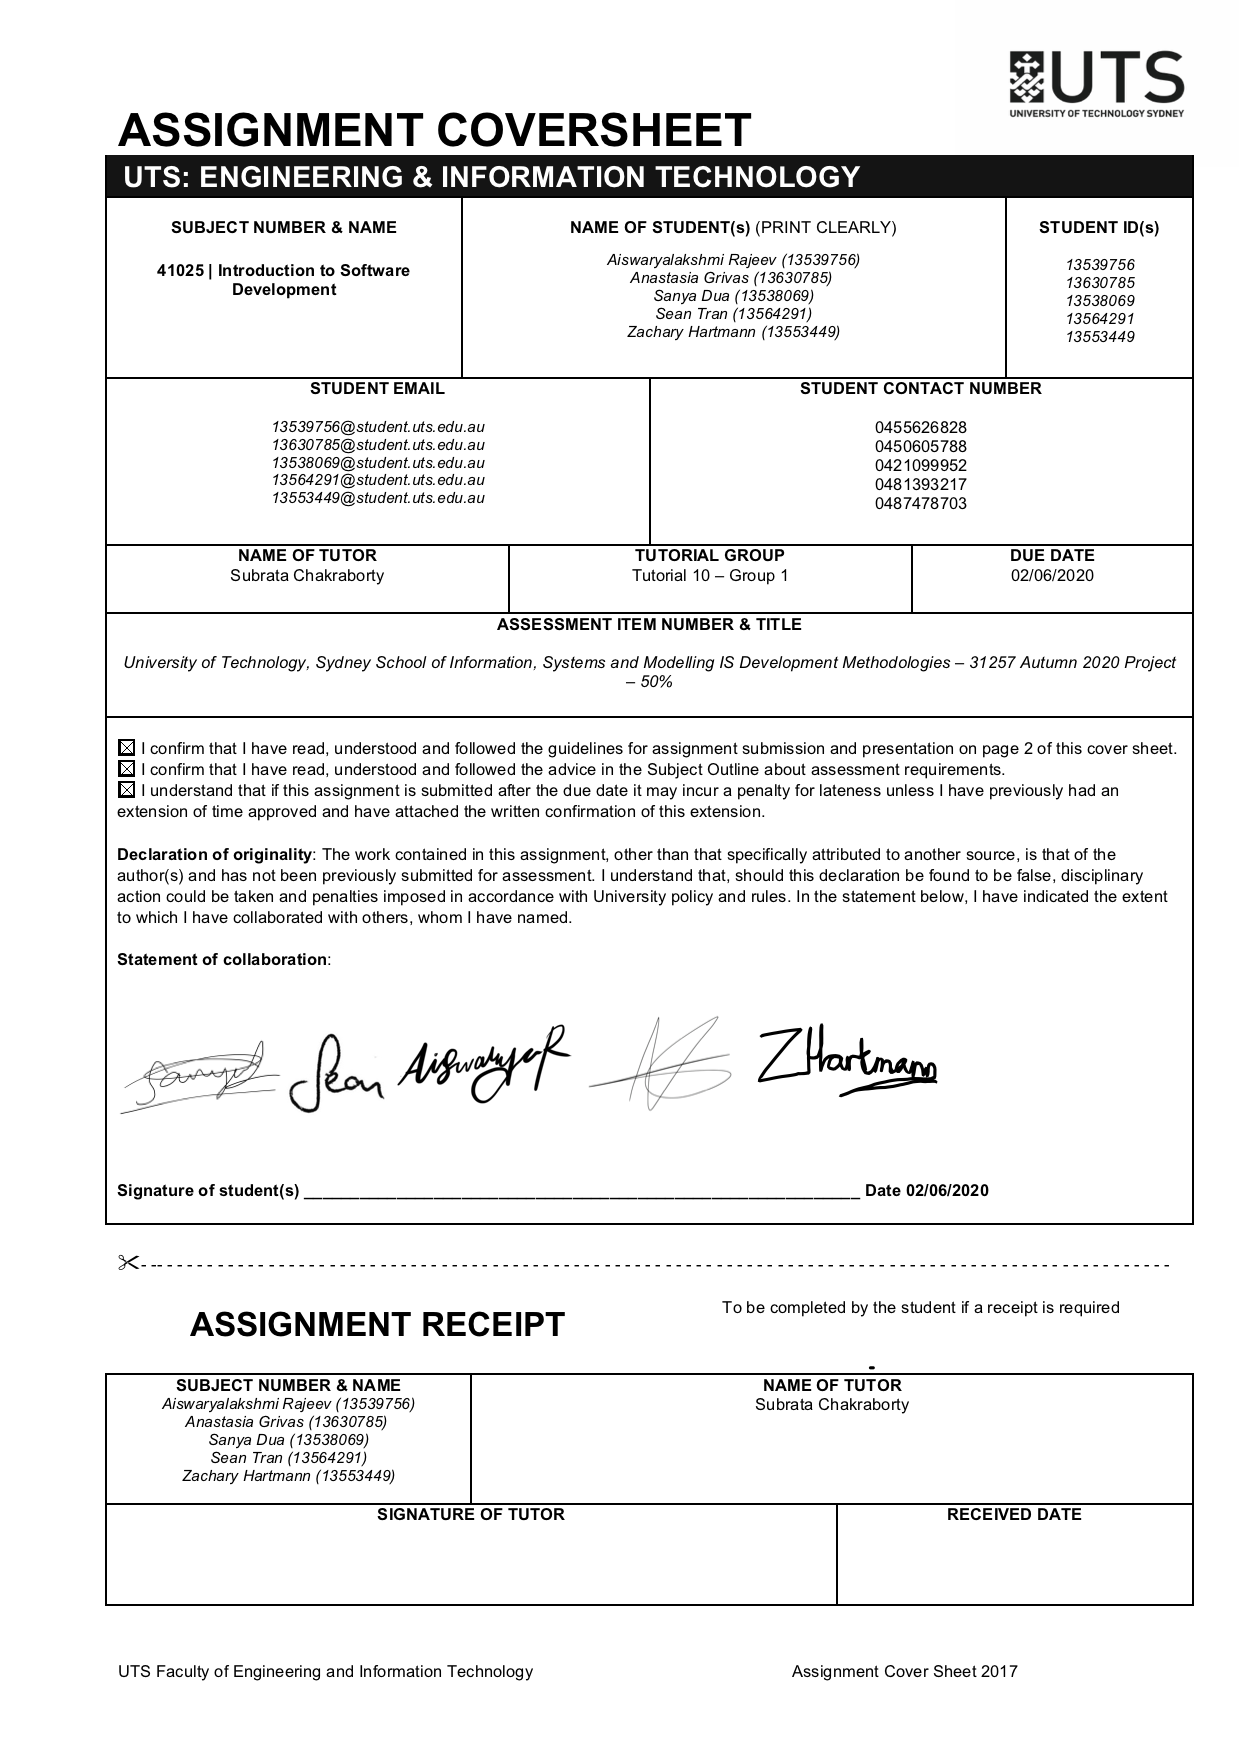 UTS
UNIVERSITY OF TECHNOLOGY SYDNEY
ASSIGNMENT COVERSHEET
UTS: ENGINEERING & INFORMATION TECHNOLOGY
SUBJECT NUMBER & NAME
41025 | Introduction to Software
Development
NAME OF STUDENT(s) (PRINT CLEARLY)
Aiswaryalakshmi Rajeev (13539756)
Anastasia Grivas (13630785)
Sanya Dua (13538069)
Sean Tran (13564291)
Zachary Hartmann (13553449)
STUDENT ID(s)
13539756
13630785
13538069
13564291
13553449
STUDENT EMAIL
13539756@student.uts.edu.au
13630785@student.uts.edu.au
13538069@student.uts.edu.au
13564291@student.uts.edu.au
13553449@student.uts.edu.au
STUDENT CONTACT NUMBER
0455626828
0450605788
0421099952
0481393217
0487478703
NAME OF TUTOR
Subrata Chakraborty
TUTORIAL GROUP
Tutorial 10 – Group 1
DUE DATE
02/06/2020
ASSESSMENT ITEM NUMBER & TITLE
University of Technology, Sydney School of Information, Systems and Modelling IS Development Methodologies – 31257 Autumn 2020 Project
– 50%
☒ I confirm that I have read, understood and followed the guidelines for assignment submission and presentation on page 2 of this cover sheet.
☒ I confirm that I have read, understood and followed the advice in the Subject Outline about assessment requirements.
☒ I understand that if this assignment is submitted after the due date it may incur a penalty for lateness unless I have previously had an
extension of time approved and have attached the written confirmation of this extension.
Declaration of originality: The work contained in this assignment, other than that specifically attributed to another source, is that of the
author(s) and has not been previously submitted for assessment. I understand that, should this declaration be found to be false, disciplinary
action could be taken and penalties imposed in accordance with University policy and rules. In the statement below, I have indicated the extent
to which I have collaborated with others, whom I have named.
Statement of collaboration:
Sean AiswaryaR ZHartmann
Signature of student(s) ____________________________________________________________ Date 02/06/2020
ASSIGNMENT RECEIPT
To be completed by the student if a receipt is required
SUBJECT NUMBER & NAME
Aiswaryalakshmi Rajeev (13539756)
Anastasia Grivas (13630785)
Sanya Dua (13538069)
Sean Tran (13564291)
Zachary Hartmann (13553449)
NAME OF TUTOR
Subrata Chakraborty
SIGNATURE OF TUTOR
RECEIVED DATE
UTS Faculty of Engineering and Information Technology
Assignment Cover Sheet 2017